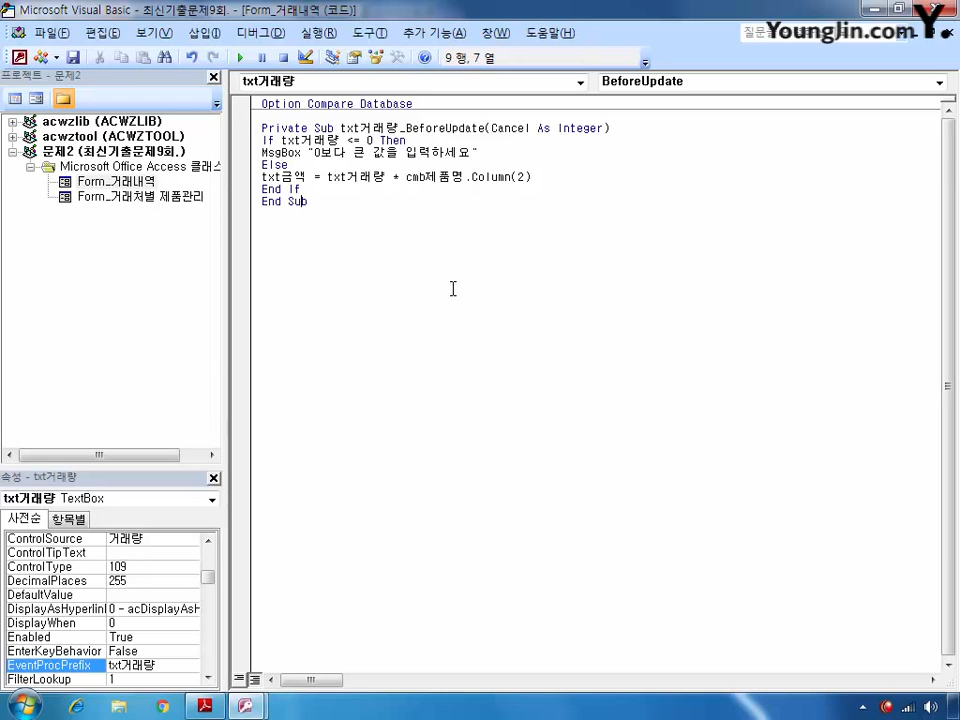 Microsoft Visual Basic - 최신기출문제9회. - [Form_거래내역 (코드)]
파일(F) 편집(E) 보기(V) 삽입(I) 디버그(D) 실행(R) 도구(T) 추가 기능(A) 창(W) 도움말(H)
YoungJin.com Y.
9 행, 7 열
프로젝트 - 문제2
acwzlib (ACWZLIB)
acwztool (ACWZTOOL)
문제2 (최신기출문제9회.)
Microsoft Office Access 클래스
Form_거래내역
Form_거래처별 제품관리
txt거래량 BeforeUpdate
Option Compare Database
Private Sub txt거래량_BeforeUpdate(Cancel As Integer)
If txt거래량 <= 0 Then
MsgBox "0보다 큰 값을 입력하세요"
Else
txt금액 = txt거래량 * cmb제품명.Column(2)
End If
End Sub
속성 - txt거래량
txt거래량 TextBox
사전순 항목별
ControlSource 거래량
ControlTipText
ControlType 109
DecimalPlaces 255
DefaultValue
DisplayAsHyperlinl 0 - acDisplayAsH
DisplayWhen 0
Enabled True
EnterKeyBehavior False
EventProcPrefix txt거래량
FilterLookup 1